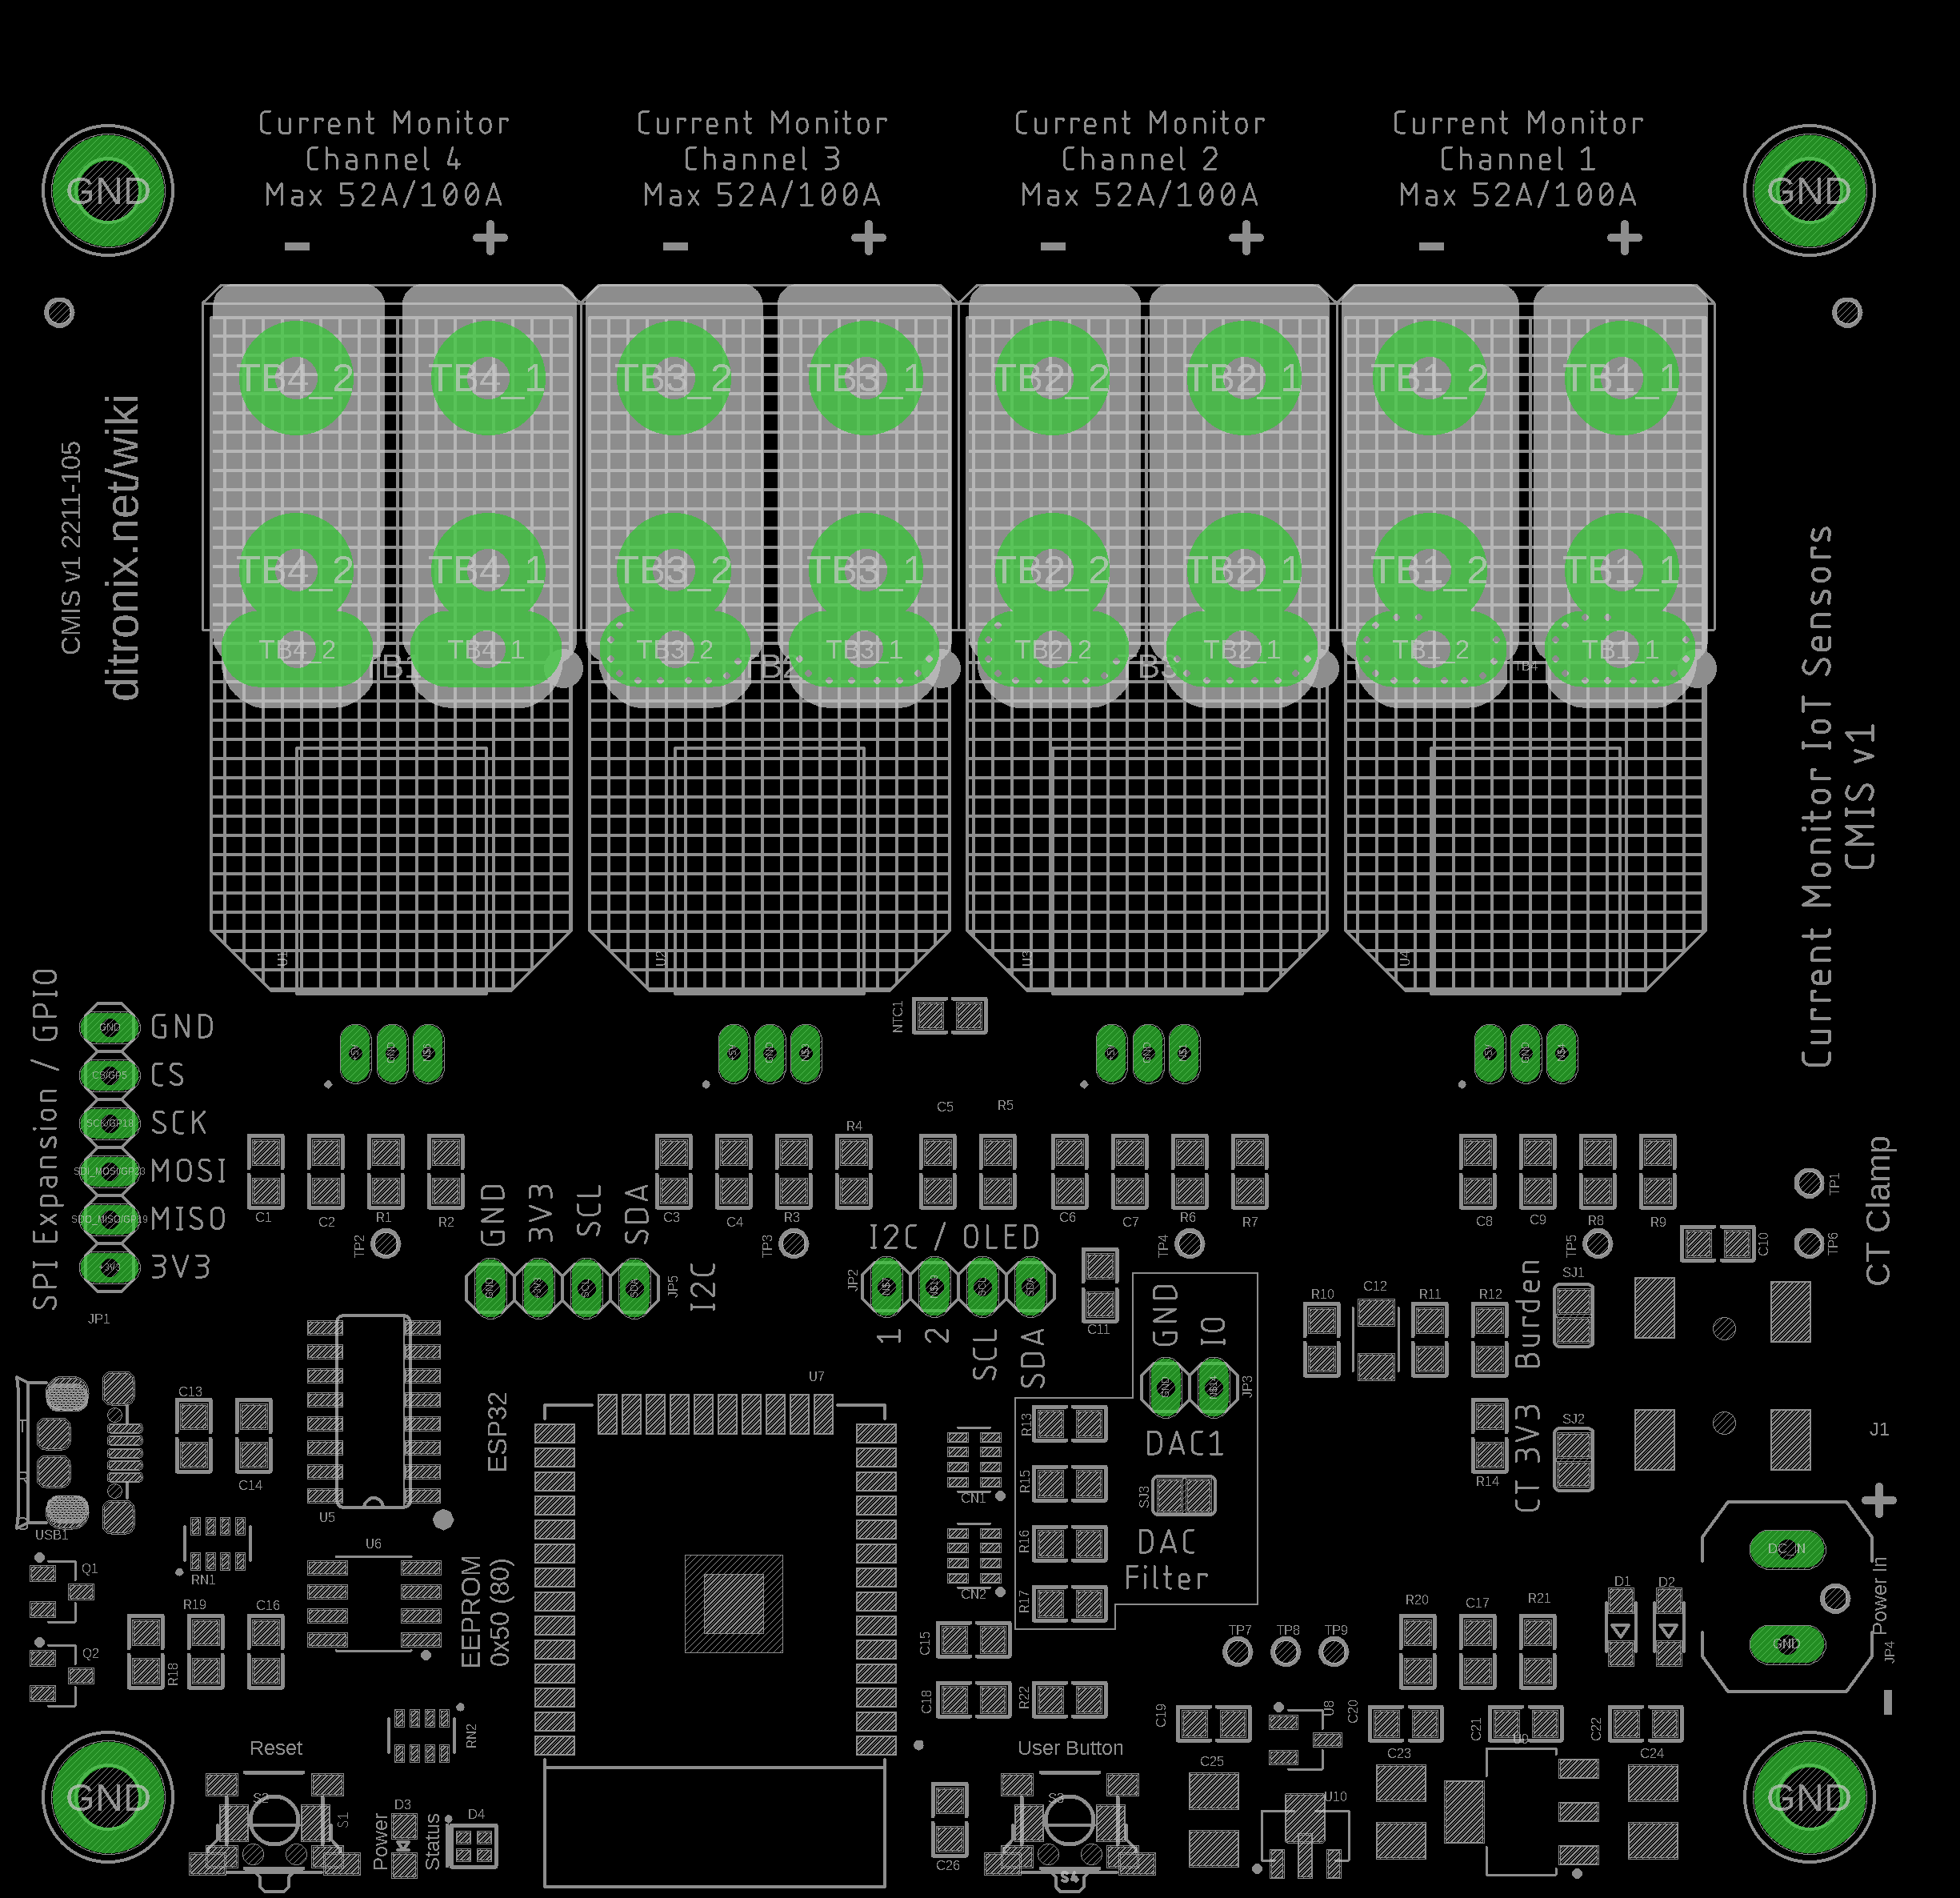 Current Monitor
Channel 4
Max 52A/100A
- +
Current Monitor
Channel 3
Max 52A/100A
- +
Current Monitor
Channel 2
Max 52A/100A
- +
Current Monitor
Channel 1
Max 52A/100A
- +
GND
GND
TB4_2
TB4_1
TB3_2
TB3_1
TB2_2
TB2_1
TB1_2
TB1_1
TB4_2
TB4_1
TB3_2
TB3_1
TB2_2
TB2_1
TB1_2
TB1_1
TB4_2
TB4_1
TB3_2
TB3_1
TB2_2
TB2_1
TB1_2
TB1_1
TB4
CMIS v1 2211-105
ditronix.net/wiki
Current Monitor IoT Sensors
CMIS v1
U1
U2
U3
U4
NTC1
SPI Expansion / GPIO
GND
CS
SCK
MOSI
MISO
3V3
JP1
C1
C2
R1
R2
C3
C4
R3
R4
C5
R5
C6
C7
R6
R7
C8
C9
R8
R9
C10
TP1
TP6
TP2
TP3
TP4
TP5
CT Clamp
GND
3V3
SCL
SDA
JP5
I2C
I2C / OLED
JP2
1
2
SCL
SDA
C11
GND
IO
JP3
DAC1
SJ3
DAC
Filter
R10
C12
R11
R12
Burden
SJ1
R14
CT 3V3
SJ2
J1
USB1
C13
C14
U5
ESP32
U7
CN1
CN2
R13
R15
R16
R17
Q1
Q2
RN1
U6
R18
R19
C16
EEPROM
0x50 (80)
RN2
C15
C18
R22
TP7
TP8
TP9
R20
C17
R21
D1
D2
+
DC_IN
GND
Power In
JP4
-
C19
U8
C20
C21
U9
C22
C25
U10
C23
C24
GND
GND
Reset
S2
S1
Power
D3
Status
D4
C26
User Button
S3
S4